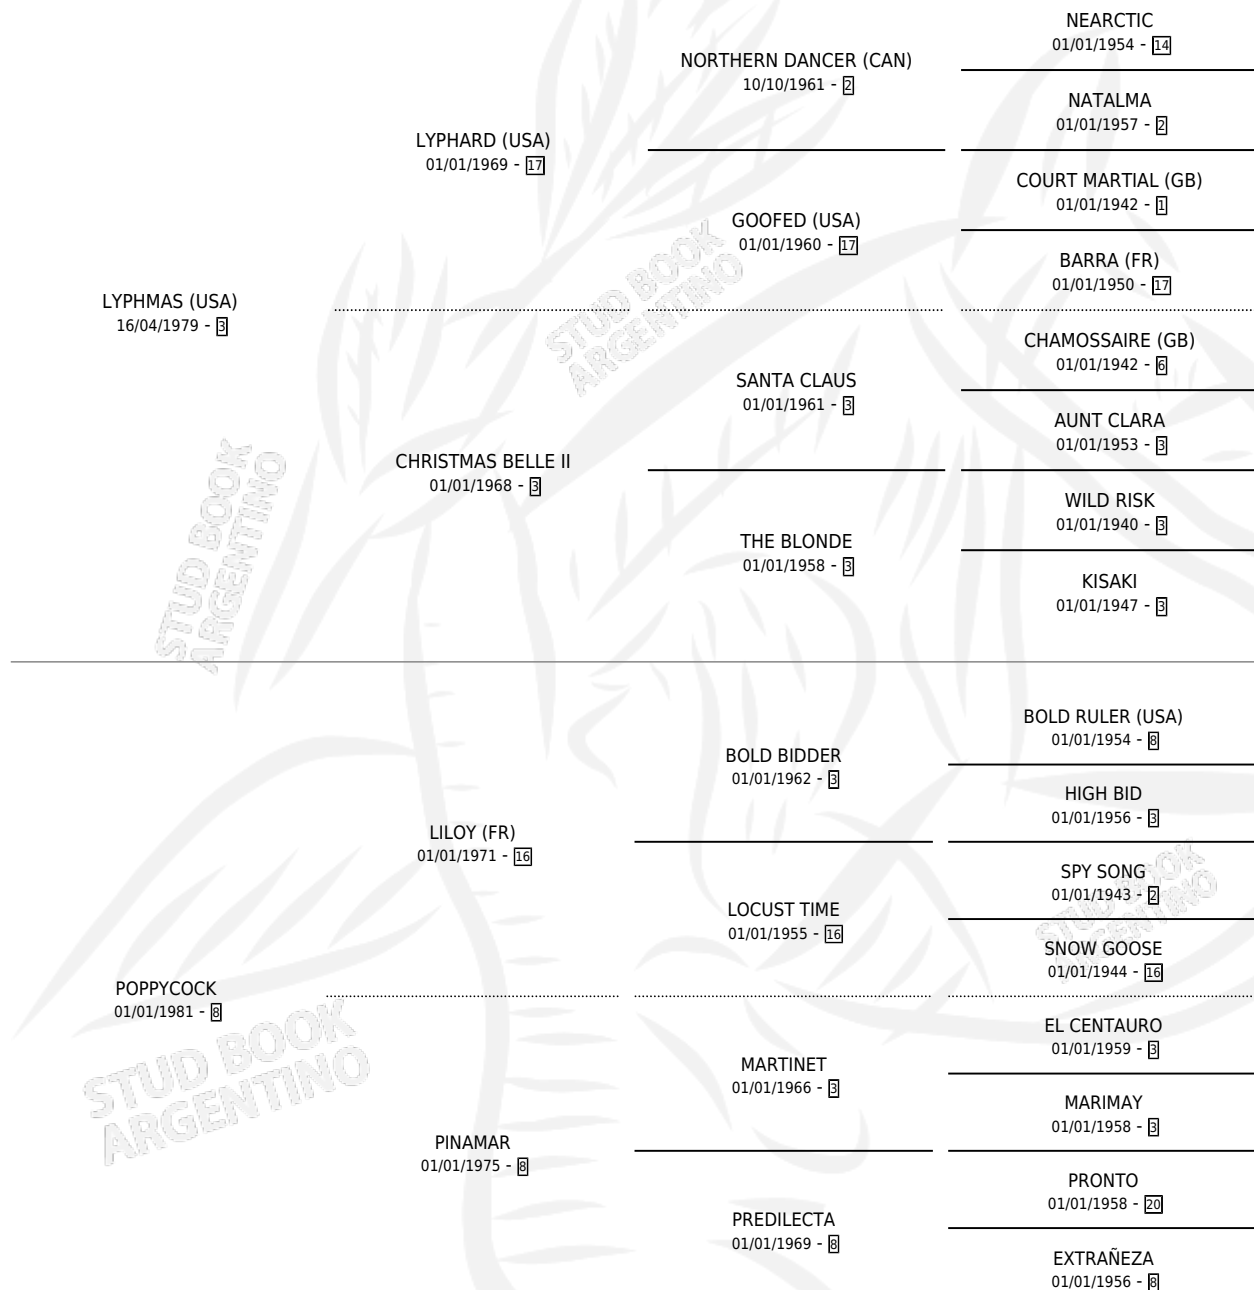 NEARCTIC
01/01/1954 - 14
NORTHERN DANCER (CAN)
10/10/1961 - 2
NATALMA
01/01/1957 - 2
LYPHARD (USA)
01/01/1969 - 17
COURT MARTIAL (GB)
01/01/1942 - 1
GOOFED (USA)
01/01/1960 - 17
BARRA (FR)
01/01/1950 - 17
LYPHMAS (USA)
16/04/1979 - 3
STUD BOOK
ARGENTINO
CHAMOSSAIRE (GB)
01/01/1942 - 6
SANTA CLAUS
01/01/1961 - 3
AUNT CLARA
01/01/1953 - 3
CHRISTMAS BELLE II
01/01/1968 - 3
WILD RISK
01/01/1940 - 3
THE BLONDE
01/01/1958 - 3
KISAKI
01/01/1947 - 3
STUD BOOK
ARGENTINO
BOLD RULER (USA)
01/01/1954 - 8
BOLD BIDDER
01/01/1962 - 3
HIGH BID
01/01/1956 - 3
LILOY (FR)
01/01/1971 - 16
SPY SONG
01/01/1943 - 2
LOCUST TIME
01/01/1955 - 16
SNOW GOOSE
01/01/1944 - 16
STUD BOOK
ARGENTINO
POPPYCOCK
01/01/1981 - 8
STUD BOOK
ARGENTINO
EL CENTAURO
01/01/1959 - 3
MARTINET
01/01/1966 - 3
MARIMAY
01/01/1958 - 3
PINAMAR
01/01/1975 - 8
PRONTO
01/01/1958 - 20
PREDILECTA
01/01/1969 - 8
EXTRAÑEZA
01/01/1956 - 8